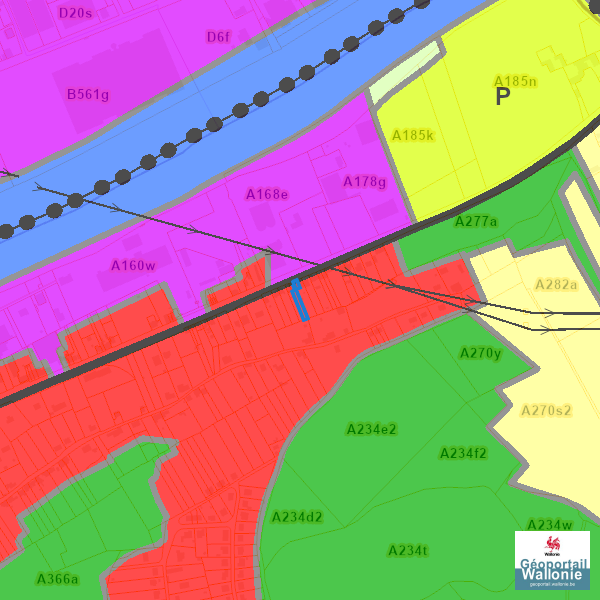 D20s
D6f
B561g
A185n
P
A185k
A178g
A168e
A277a
A160w
A282a
A270y
A270s2
A234e2
A234f2
A234d2
A234w
A234t
A366a
Wallonie
Géoportail
Wallonie
geoportail.wallonie.be